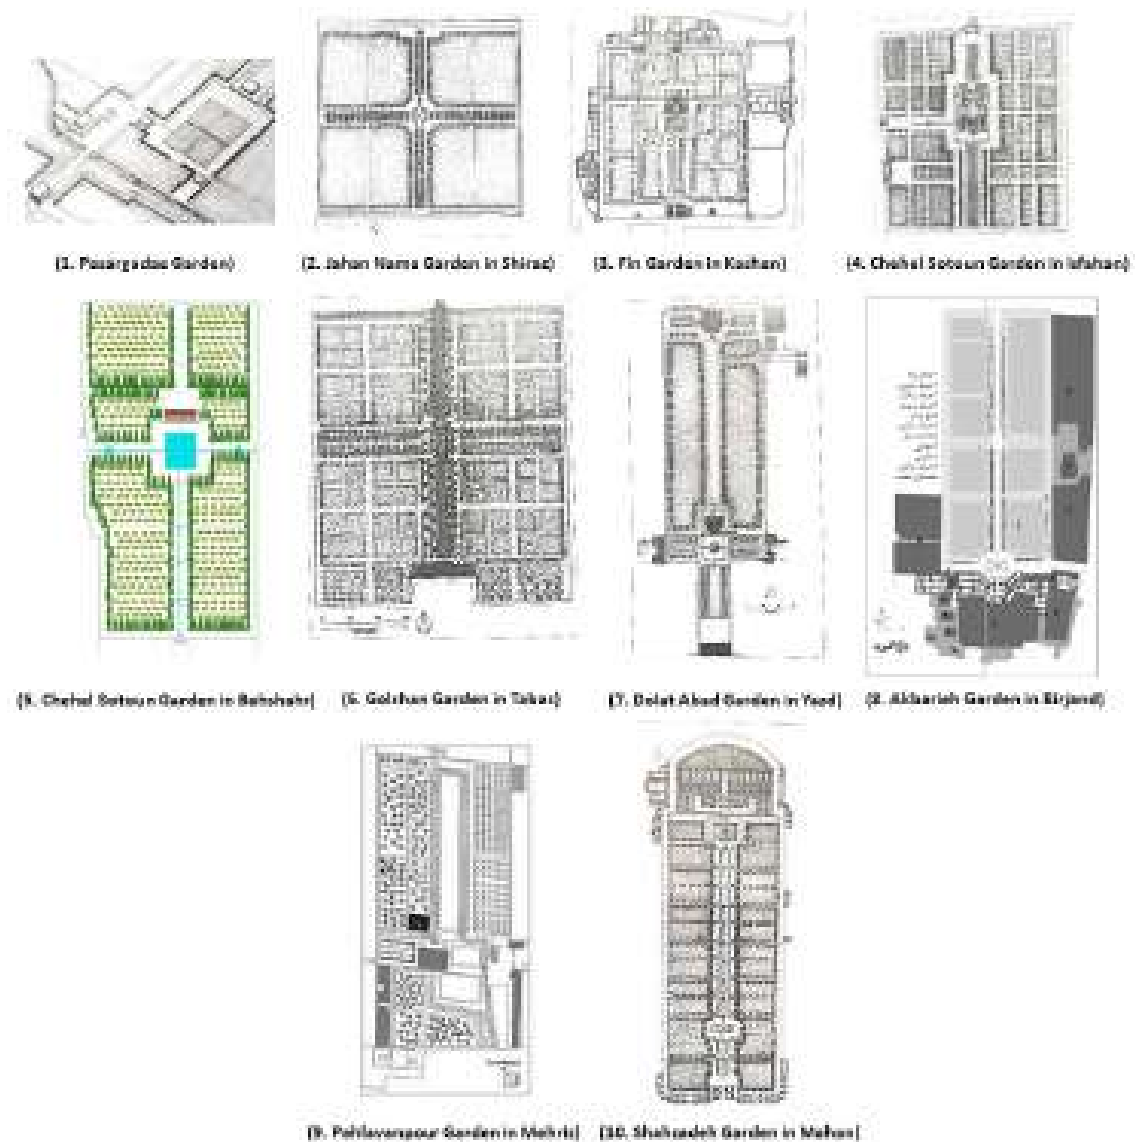 (1. Pasargadae Garden)
(2. Jahan Nama Garden in Shiraz)
(3. Fin Garden in Kashan)
(4. Chehel Sotoun Garden in Isfahan)
(5. Chehel Sotoun Garden in Behshahr)
(6. Golshan Garden in Tabas)
(7. Dolat Abad Garden in Yazd)
(8. Akbarieh Garden in Birjand)
(9. Pahlavanpour Garden in Mehriz)
(10. Shahzadeh Garden in Mahan)